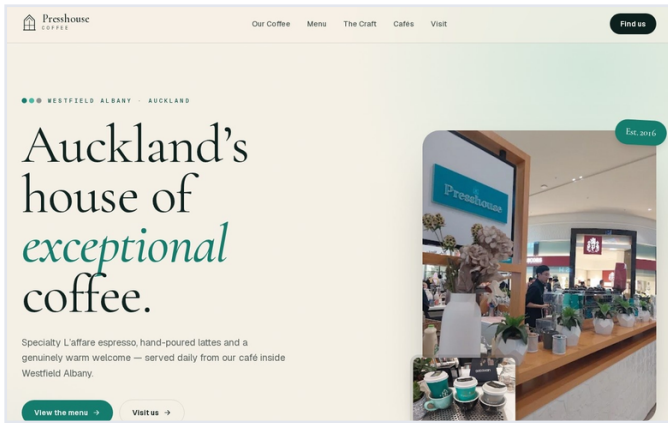 Presshouse
COFFEE
Our Coffee Menu The Craft Cafés Visit
Find us
WESTFIELD ALBANY · AUCKLAND
Est. 2016
Auckland’s
house of
exceptional
coffee.
Presshouse
Specialty L'affare espresso, hand-poured lattes and a
genuinely warm welcome — served daily from our café inside
Westfield Albany.
View the menu →
Visit us →